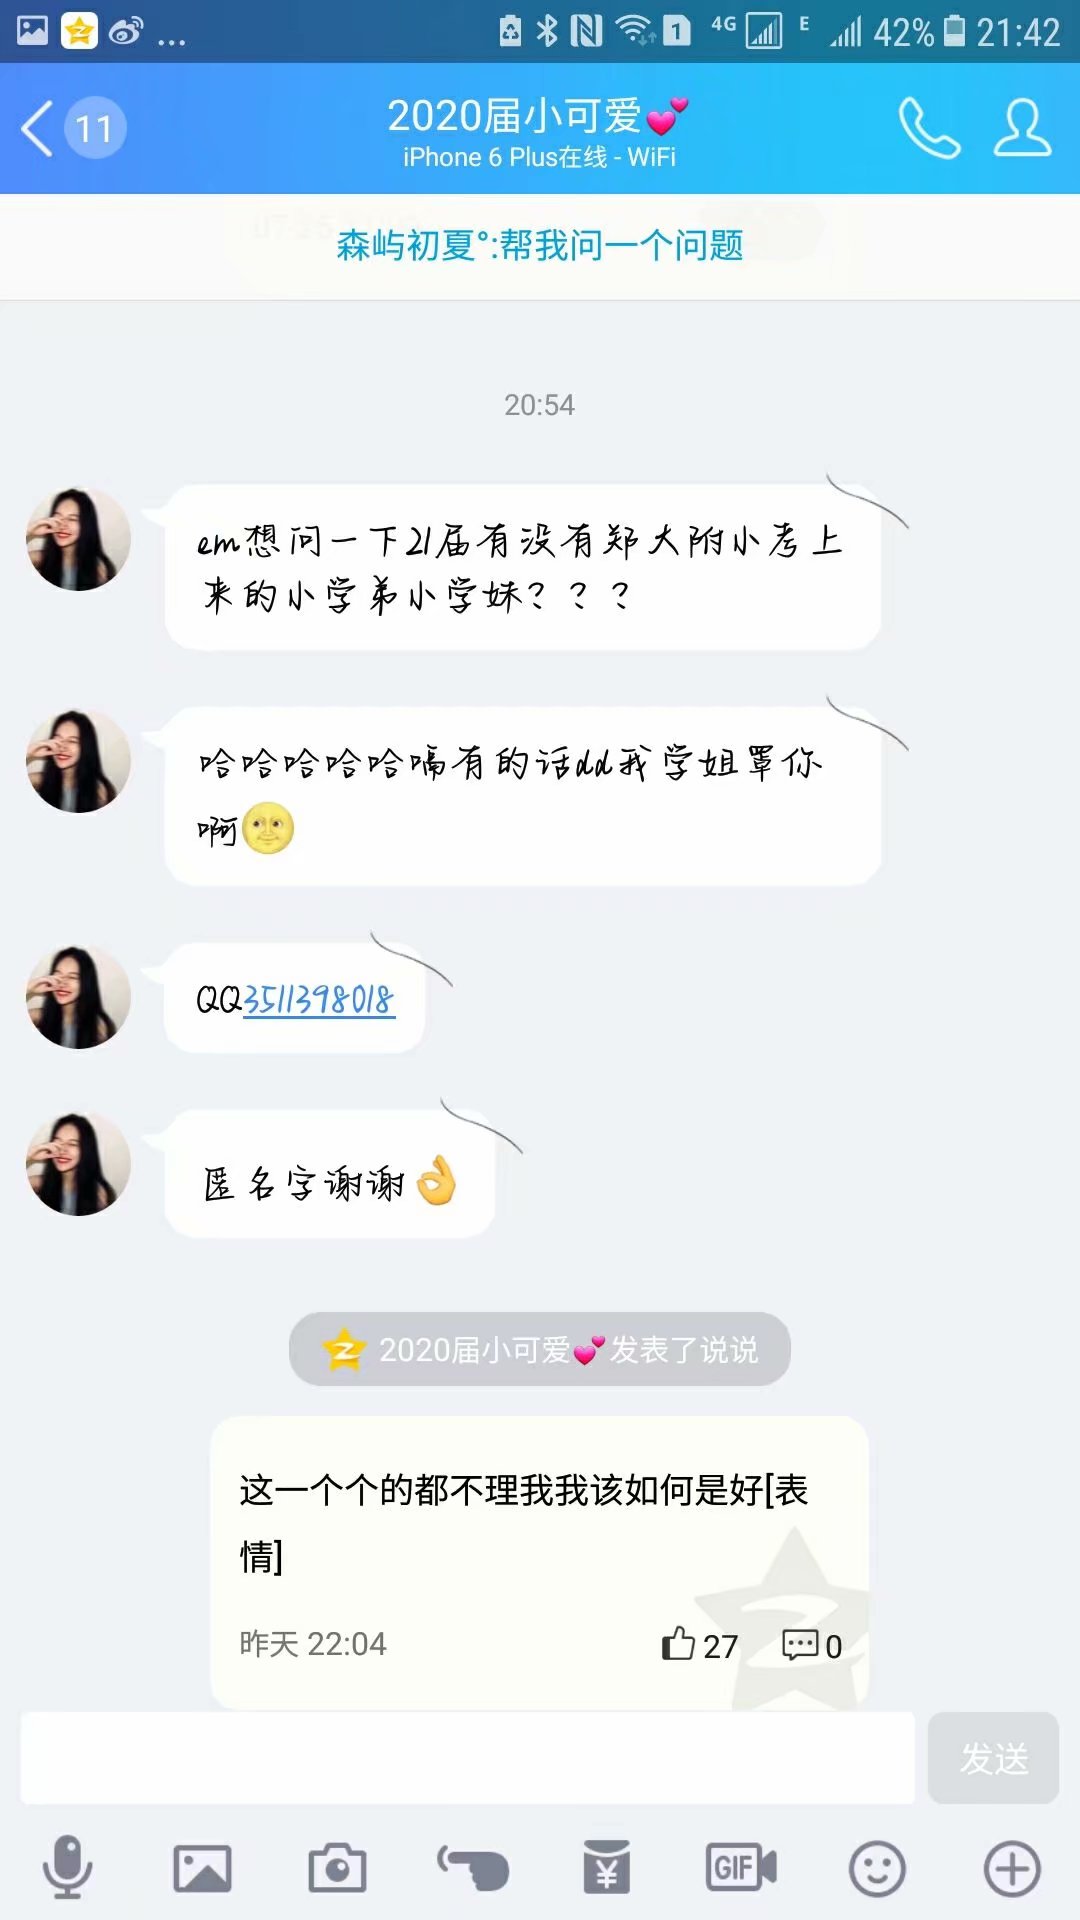 ... 1 4G E 42% 21:42
11 2020届小可爱💕
iPhone 6 Plus在线 - WiFi
森屿初夏°:帮我问一个问题
20:54
em想问一下21届有没有郑大附小考上
来的小学弟小学妹？？？
哈哈哈哈哈嗝有的话dd我学姐罩你
啊🌝
QQ3511398018
匿名字谢谢👌
2020届小可爱💕发表了说说
这一个个的都不理我我该如何是好[表
情]
昨天 22:04 27 0
发送
GIF